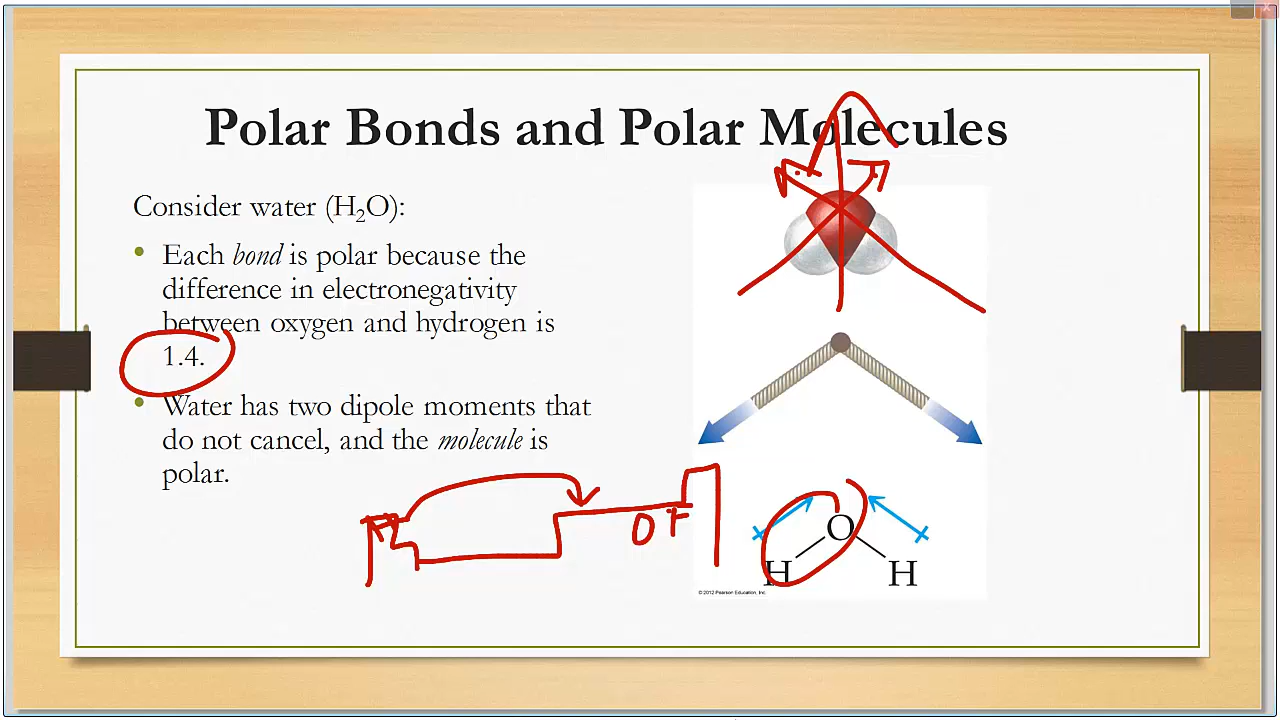 Polar Bonds and Polar Molecules
Consider water (H₂O):
• Each bond is polar because the
difference in electronegativity
between oxygen and hydrogen is
1.4.
• Water has two dipole moments that
do not cancel, and the molecule is
polar.
H
O F
O
H H
©2012 Pearson Education, Inc.